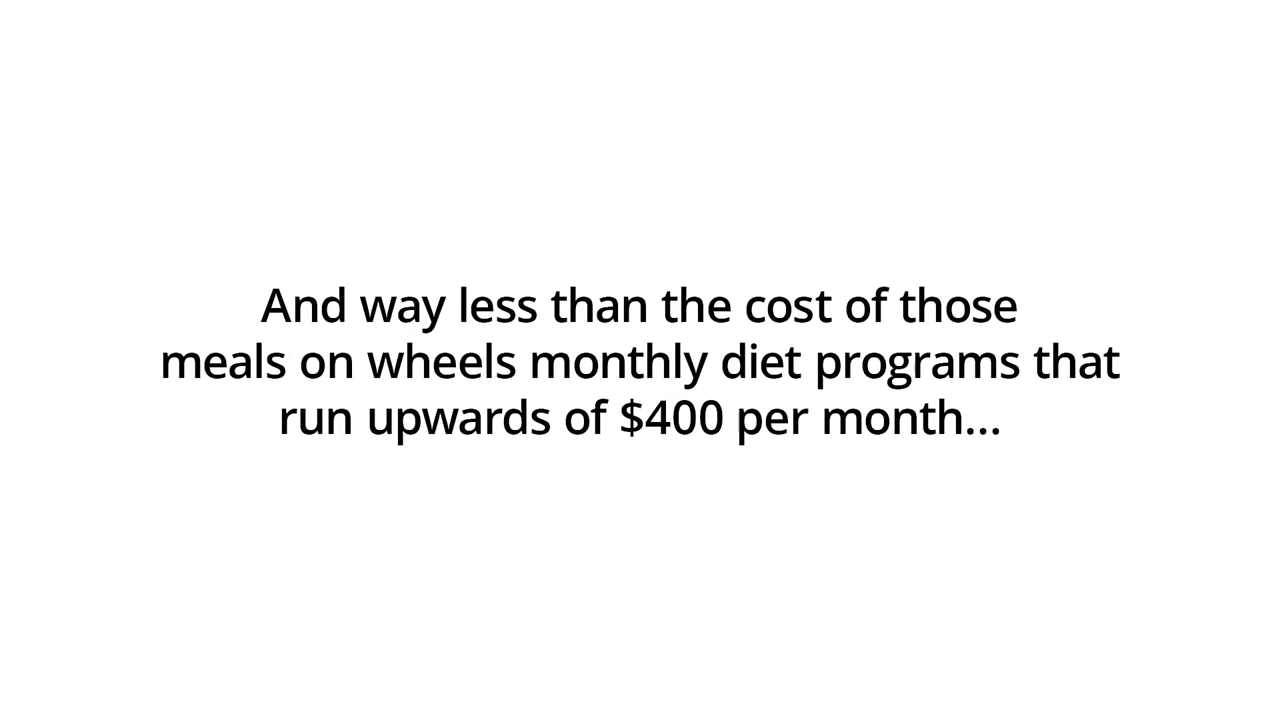 And way less than the cost of those
meals on wheels monthly diet programs that
run upwards of $400 per month...